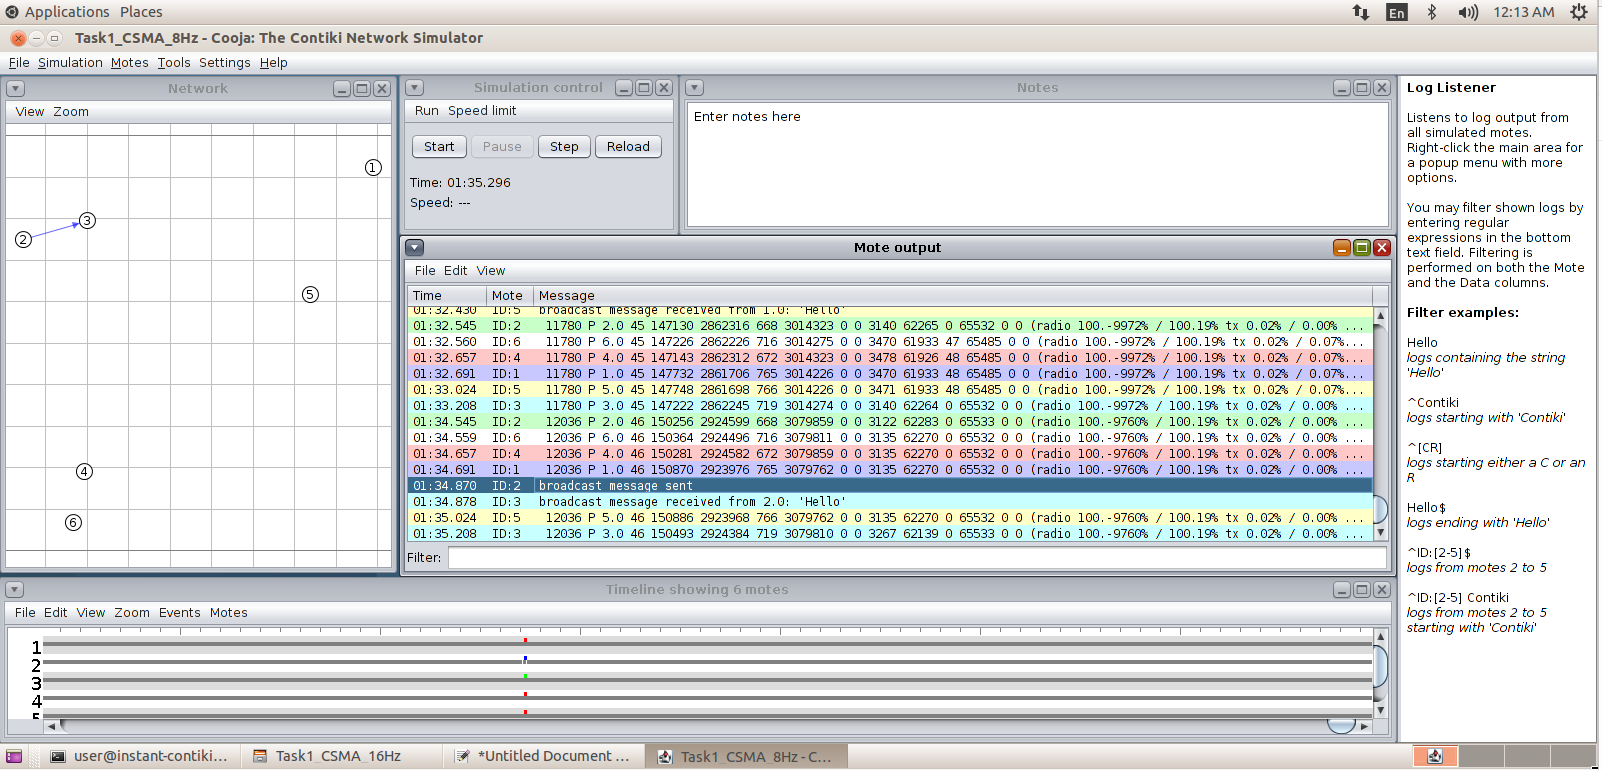 Applications Places
En
12:13 AM
Task1_CSMA_8Hz - Cooja: The Contiki Network Simulator
File Simulation Motes Tools Settings Help
Network
View Zoom
1
3
2
5
4
6
Simulation control
Run Speed limit
Start Pause Step Reload
Time: 01:35.296
Speed: ---
Notes
Enter notes here
Mote output
File Edit View
Time Mote Message
01:32.430 ID:5 broadcast message received from 1.0: 'Hello'
01:32.545 ID:2 11780 P 2.0 45 147130 2862316 668 3014323 0 0 3140 62265 0 65532 0 0 (radio 100.-9972% / 100.19% tx 0.02% / 0.00% ...
01:32.560 ID:6 11780 P 6.0 45 147226 2862226 716 3014275 0 0 3470 61933 47 65485 0 0 (radio 100.-9972% / 100.19% tx 0.02% / 0.07%...
01:32.657 ID:4 11780 P 4.0 45 147143 2862312 672 3014323 0 0 3478 61926 48 65485 0 0 (radio 100.-9972% / 100.19% tx 0.02% / 0.07%...
01:32.691 ID:1 11780 P 1.0 45 147732 2861706 765 3014226 0 0 3470 61933 48 65485 0 0 (radio 100.-9972% / 100.19% tx 0.02% / 0.07%...
01:33.024 ID:5 11780 P 5.0 45 147748 2861698 766 3014226 0 0 3471 61933 48 65485 0 0 (radio 100.-9972% / 100.19% tx 0.02% / 0.07%...
01:33.208 ID:3 11780 P 3.0 45 147222 2862245 719 3014274 0 0 3140 62264 0 65532 0 0 (radio 100.-9972% / 100.19% tx 0.02% / 0.00% ...
01:34.545 ID:2 12036 P 2.0 46 150256 2924599 668 3079859 0 0 3122 62283 0 65533 0 0 (radio 100.-9760% / 100.19% tx 0.02% / 0.00% ...
01:34.559 ID:6 12036 P 6.0 46 150364 2924496 716 3079811 0 0 3135 62270 0 65532 0 0 (radio 100.-9760% / 100.19% tx 0.02% / 0.00% ...
01:34.657 ID:4 12036 P 4.0 46 150281 2924582 672 3079859 0 0 3135 62270 0 65532 0 0 (radio 100.-9760% / 100.19% tx 0.02% / 0.00% ...
01:34.691 ID:1 12036 P 1.0 46 150870 2923976 765 3079762 0 0 3135 62270 0 65532 0 0 (radio 100.-9760% / 100.19% tx 0.02% / 0.00% ...
01:34.870 ID:2 broadcast message sent
01:34.878 ID:3 broadcast message received from 2.0: 'Hello'
01:35.024 ID:5 12036 P 5.0 46 150886 2923968 766 3079762 0 0 3135 62270 0 65532 0 0 (radio 100.-9760% / 100.19% tx 0.02% / 0.00% ...
01:35.208 ID:3 12036 P 3.0 46 150493 2924384 719 3079810 0 0 3267 62139 0 65533 0 0 (radio 100.-9760% / 100.19% tx 0.02% / 0.00% ...
Filter:
Log Listener
Listens to log output from
all simulated motes.
Right-click the main area for
a popup menu with more
options.
You may filter shown logs by
entering regular
expressions in the bottom
text field. Filtering is
performed on both the Mote
and the Data columns.
Filter examples:
Hello
logs containing the string
'Hello'
^Contiki
logs starting with 'Contiki'
^[CR]
logs starting either a C or an
R
Hello$
logs ending with 'Hello'
^ID:[2-5]$
logs from motes 2 to 5
^ID:[2-5] Contiki
logs from motes 2 to 5
starting with 'Contiki'
Timeline showing 6 motes
File Edit View Zoom Events Motes
1
2
3
4
5
user@instant-contiki... Task1_CSMA_16Hz *Untitled Document ... Task1_CSMA_8Hz - C...